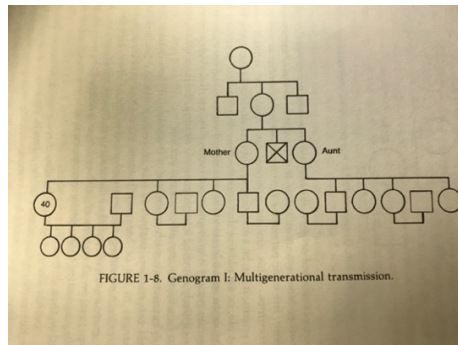 Mother Aunt
40
FIGURE 1-8. Genogram I: Multigenerational transmission.